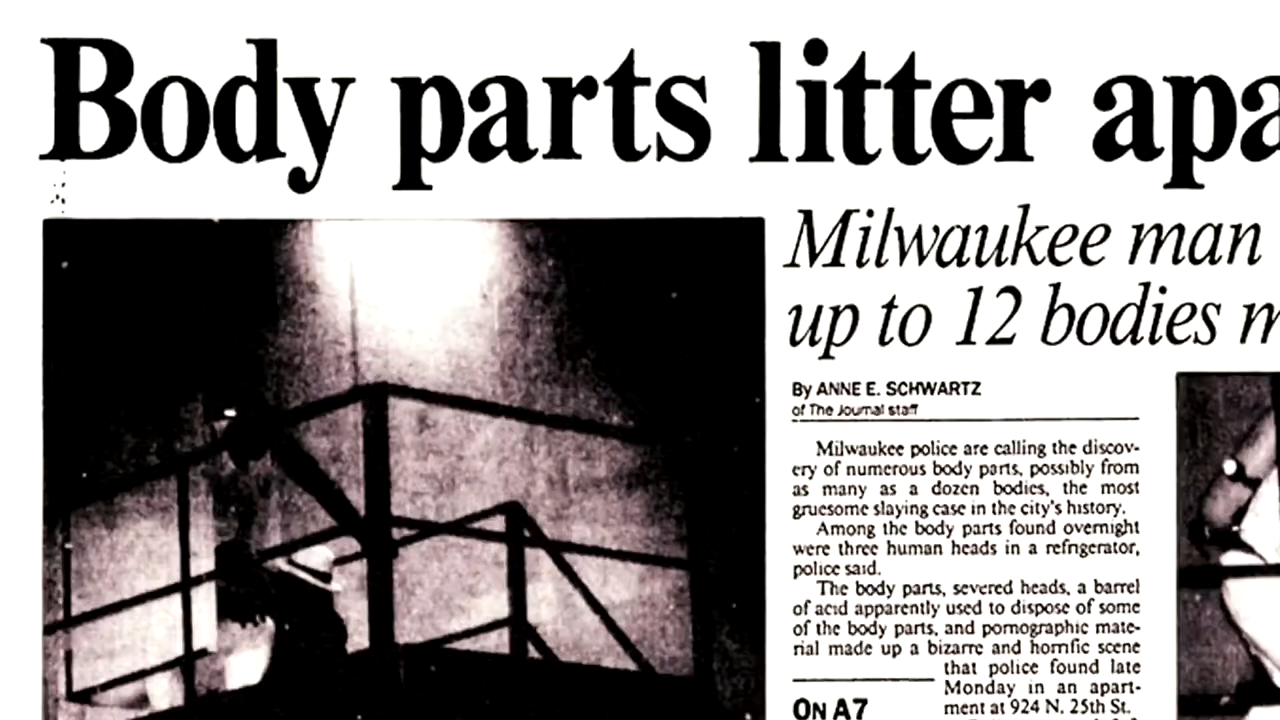 Body parts litter apa
Milwaukee man
up to 12 bodies m
By ANNE E. SCHWARTZ
of The Journal staff
Milwaukee police are calling the discov-
ery of numerous body parts, possibly from
as many as a dozen bodies, the most
gruesome slaying case in the city's history.
Among the body parts found overnight
were three human heads in a refrigerator,
police said.
The body parts, severed heads, a barrel
of acid apparently used to dispose of some
of the body parts, and pornographic mate-
rial made up a bizarre and horrific scene
that police found late
Monday in an apart-
ment at 924 N. 25th St.
ON A7